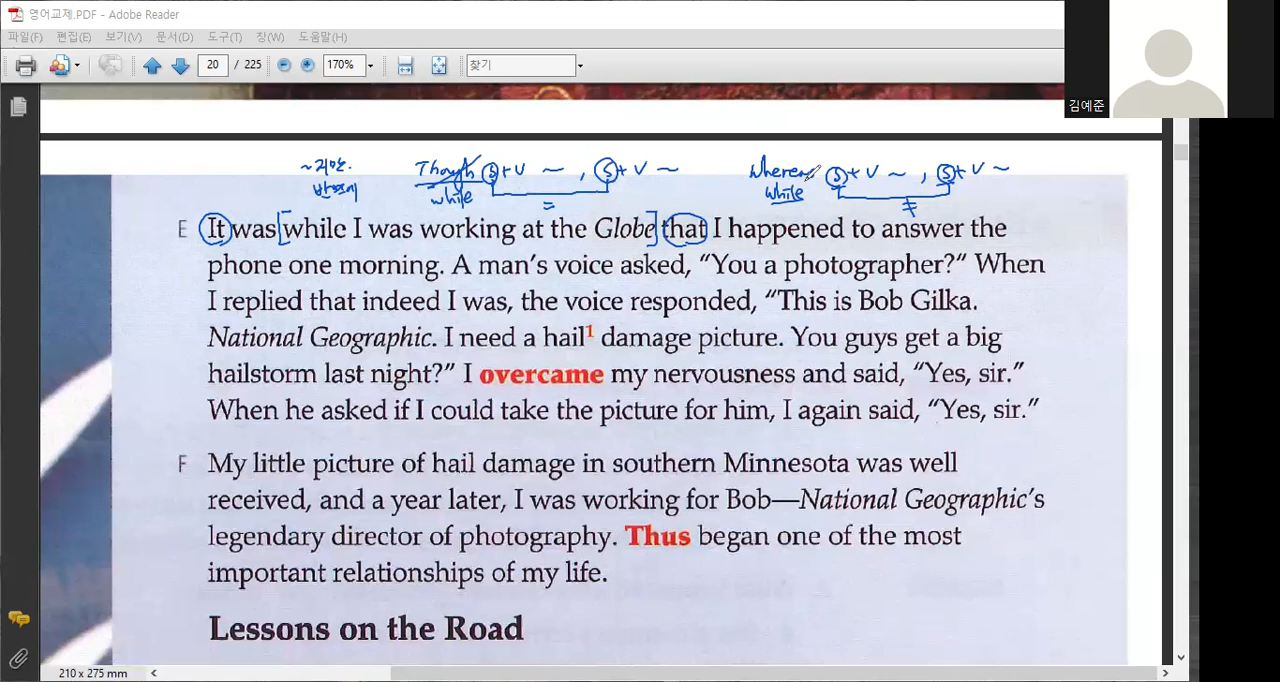 영어교제.PDF - Adobe Reader
파일(F) 편집(E) 보기(V) 문서(D) 도구(T) 창(W) 도움말(H)
20 / 225 170% 찾기
김예준
~지만. Though S+V ~ , S+V ~ Whereas S+V ~ , S+V ~
반면에 while = while ≠
E It was [while I was working at the Globe] that I happened to answer the
phone one morning. A man's voice asked, "You a photographer?" When
I replied that indeed I was, the voice responded, "This is Bob Gilka.
National Geographic. I need a hail1 damage picture. You guys get a big
hailstorm last night?" I overcame my nervousness and said, "Yes, sir."
When he asked if I could take the picture for him, I again said, "Yes, sir."
F My little picture of hail damage in southern Minnesota was well
received, and a year later, I was working for Bob—National Geographic's
legendary director of photography. Thus began one of the most
important relationships of my life.
Lessons on the Road
210 x 275 mm